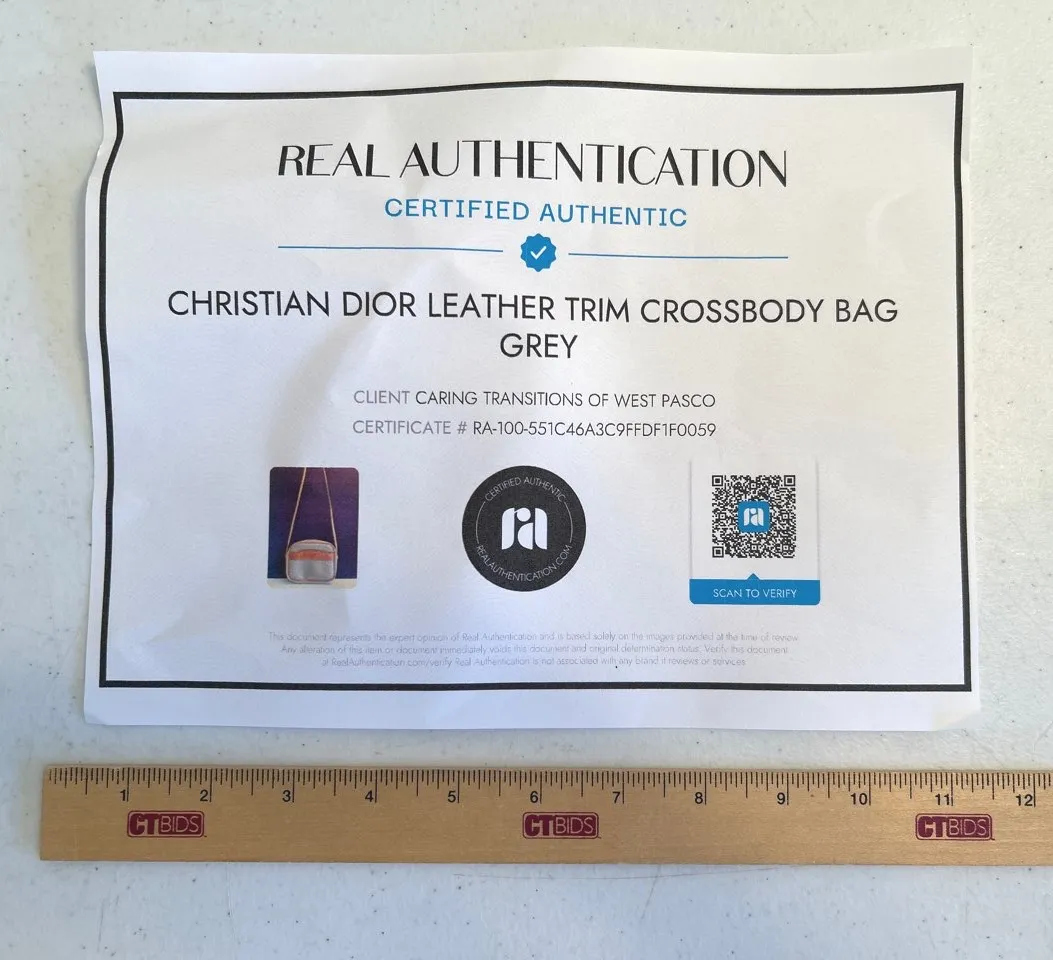 REAL AUTHENTICATION
CERTIFIED AUTHENTIC
CHRISTIAN DIOR LEATHER TRIM CROSSBODY BAG
GREY
CLIENT CARING TRANSITIONS OF WEST PASCO
CERTIFICATE # RA-100-551C46A3C9FFDF1F0059
CERTIFIED AUTHENTIC
ra
REALAUTHENTICATION.COM
ra
SCAN TO VERIFY
This document represents the expert opinion of Real Authentication and is based solely on the images provided at the time of review.
Any alteration of this item or document immediately voids this document and original determination status. Verify this document
at RealAuthentication.com/verify Real Authentication is not associated with any brand it reviews or services.
1 2 3 4 5 6 7 8 9 10 11 12
CTBIDS CTBIDS CTBIDS